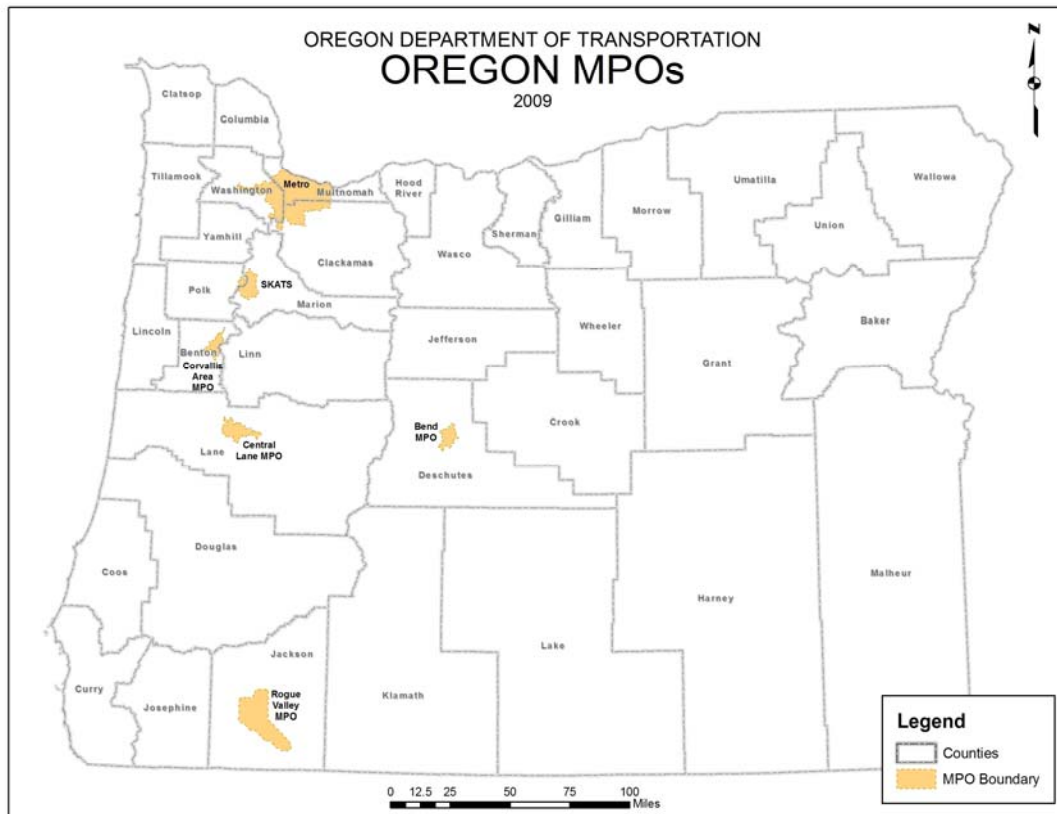 OREGON DEPARTMENT OF TRANSPORTATION
OREGON MPOs
2009
N
Clatsop
Columbia
Tillamook
Washington
Metro
Multnomah
Hood
River
Sherman
Gilliam
Morrow
Umatilla
Wallowa
Union
Yamhill
Clackamas
Wasco
Polk
SKATS
Marion
Lincoln
Benton
Linn
Corvallis
Area
MPO
Jefferson
Wheeler
Grant
Baker
Crook
Bend
MPO
Deschutes
Lane
Central
Lane MPO
Douglas
Coos
Curry
Josephine
Jackson
Rogue
Valley
MPO
Klamath
Lake
Harney
Malheur
Legend
Counties
MPO Boundary
0 12.5 25 50 75 100
Miles